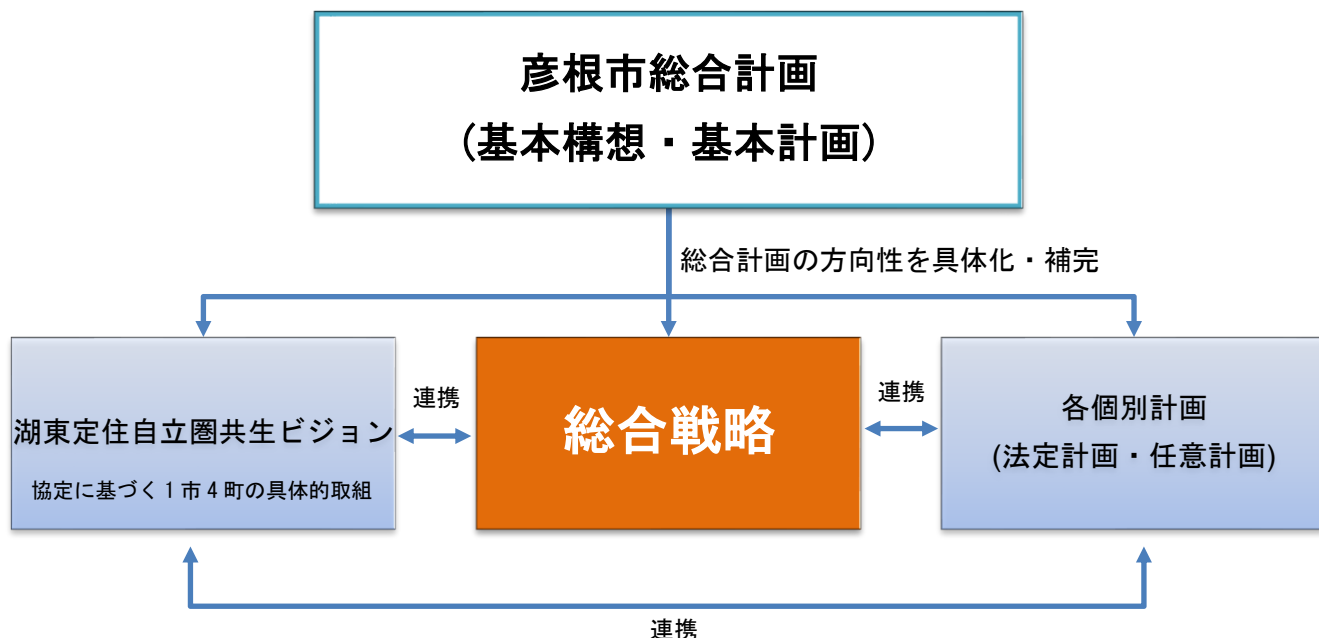 彦根市総合計画
(基本構想・基本計画)
総合計画の方向性を具体化・補完
湖東定住自立圏共生ビジョン
協定に基づく1市4町の具体的取組
連携
総合戦略
連携
各個別計画
(法定計画・任意計画)
連携